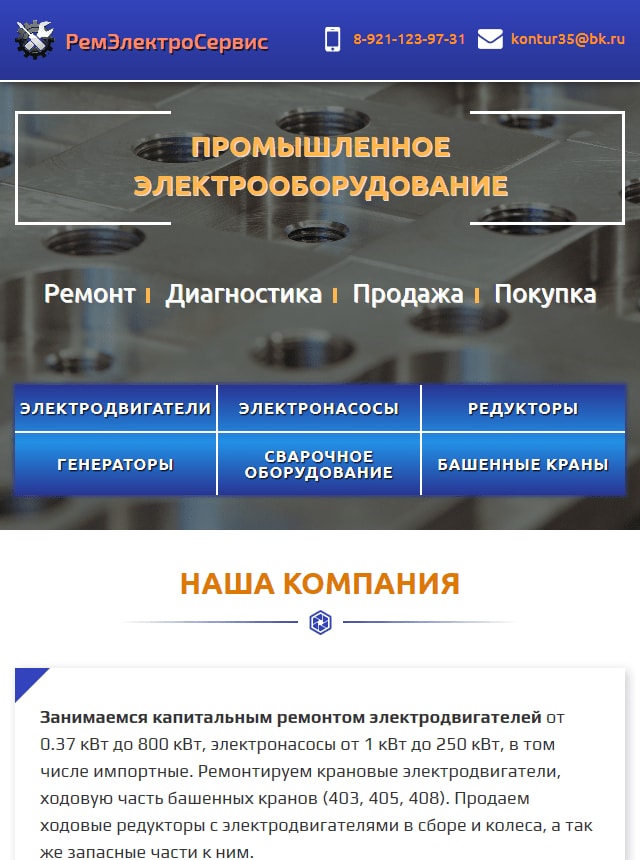 РемЭлектроСервис 8-921-123-97-31 kontur35@bk.ru
ПРОМЫШЛЕННОЕ
ЭЛЕКТРООБОРУДОВАНИЕ
Ремонт Диагностика Продажа Покупка
ЭЛЕКТРОДВИГАТЕЛИ ЭЛЕКТРОНАСОСЫ РЕДУКТОРЫ
ГЕНЕРАТОРЫ СВАРОЧНОЕ
ОБОРУДОВАНИЕ БАШЕННЫЕ КРАНЫ
НАША КОМПАНИЯ
Занимаемся капитальным ремонтом электродвигателей от
0.37 кВт до 800 кВт, электронасосы от 1 кВт до 250 кВт, в том
числе импортные. Ремонтируем крановые электродвигатели,
ходовую часть башенных кранов (403, 405, 408). Продаем
ходовые редукторы с электродвигателями в сборе и колеса, а так
же запасные части к ним.